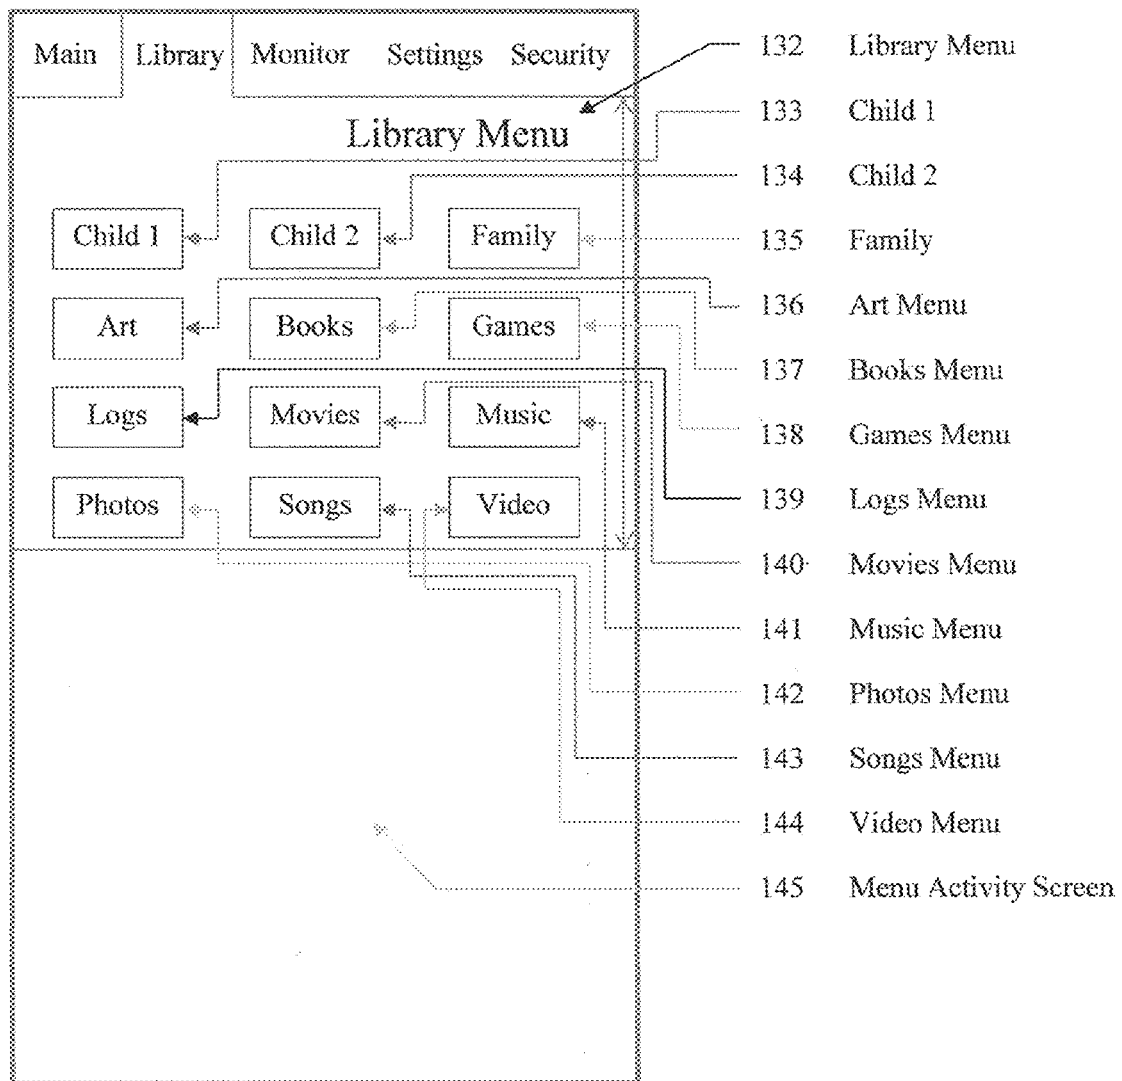 Main Library Monitor Settings Security
Library Menu
Child 1 Child 2 Family
Art Books Games
Logs Movies Music
Photos Songs Video
132 Library Menu
133 Child 1
134 Child 2
135 Family
136 Art Menu
137 Books Menu
138 Games Menu
139 Logs Menu
140 Movies Menu
141 Music Menu
142 Photos Menu
143 Songs Menu
144 Video Menu
145 Menu Activity Screen